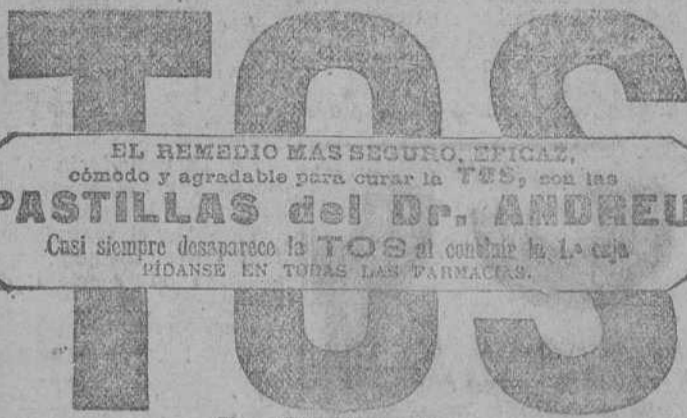 TOS
EL REMEDIO MAS SEGURO, EFICAZ,
cómodo y agradable para curar la TOS, son las
PASTILLAS del Dr. ANDREU
Casi siempre desaparece la TOS al concluir la 1.ª caja
PÍDANSE EN TODAS LAS FARMACIAS.